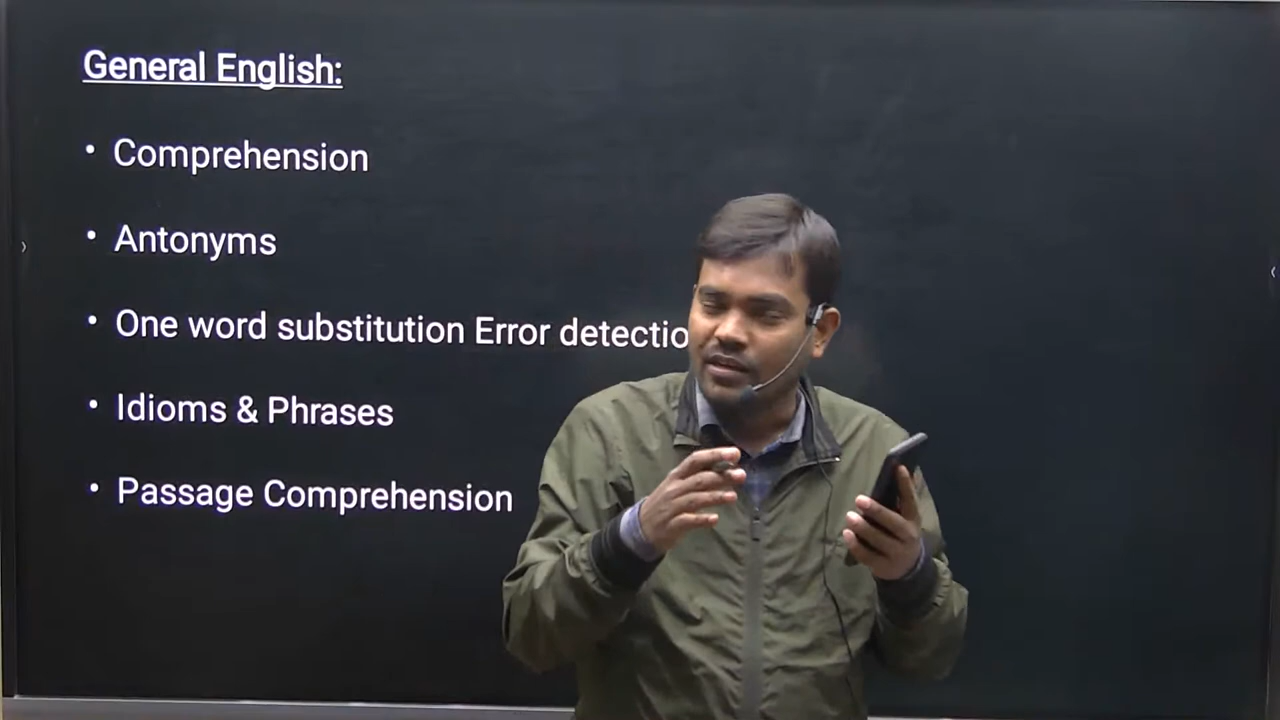 General English:
• Comprehension
• Antonyms
• One word substitution Error detectio
• Idioms & Phrases
• Passage Comprehension